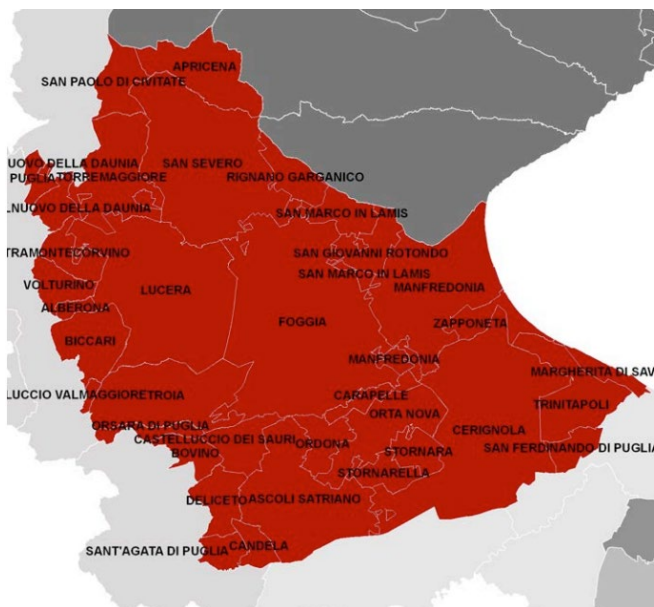 APRICENA
SAN PAOLO DI CIVITATE
NUOVO DELLA DAUNIA
SAN SEVERO
PUGLIA
TORREMAGGIORE
RIGNANO GARGANICO
LNUOVO DELLA DAUNIA
SAN MARCO IN LAMIS
TRAMONTECORVINO
SAN GIOVANNI ROTONDO
SAN MARCO IN LAMIS
VOLTURINO
LUCERA
MANFREDONIA
ALBERONA
FOGGIA
ZAPPONETA
BICCARI
MANFREDONIA
MARGHERITA DI SAV
LUCCIO VALMAGGIORE
TROIA
CARAPELLE
TRINITAPOLI
ORTA NOVA
ORSARA DI PUGLIA
CERIGNOLA
CASTELLUCCIO DEI SAURI
ORDONA
SAN FERDINANDO DI PUGLIA
BOVINO
STORNARA
STORNARELLA
DELICETO
ASCOLI SATRIANO
SANT'AGATA DI PUGLIA
CANDELA